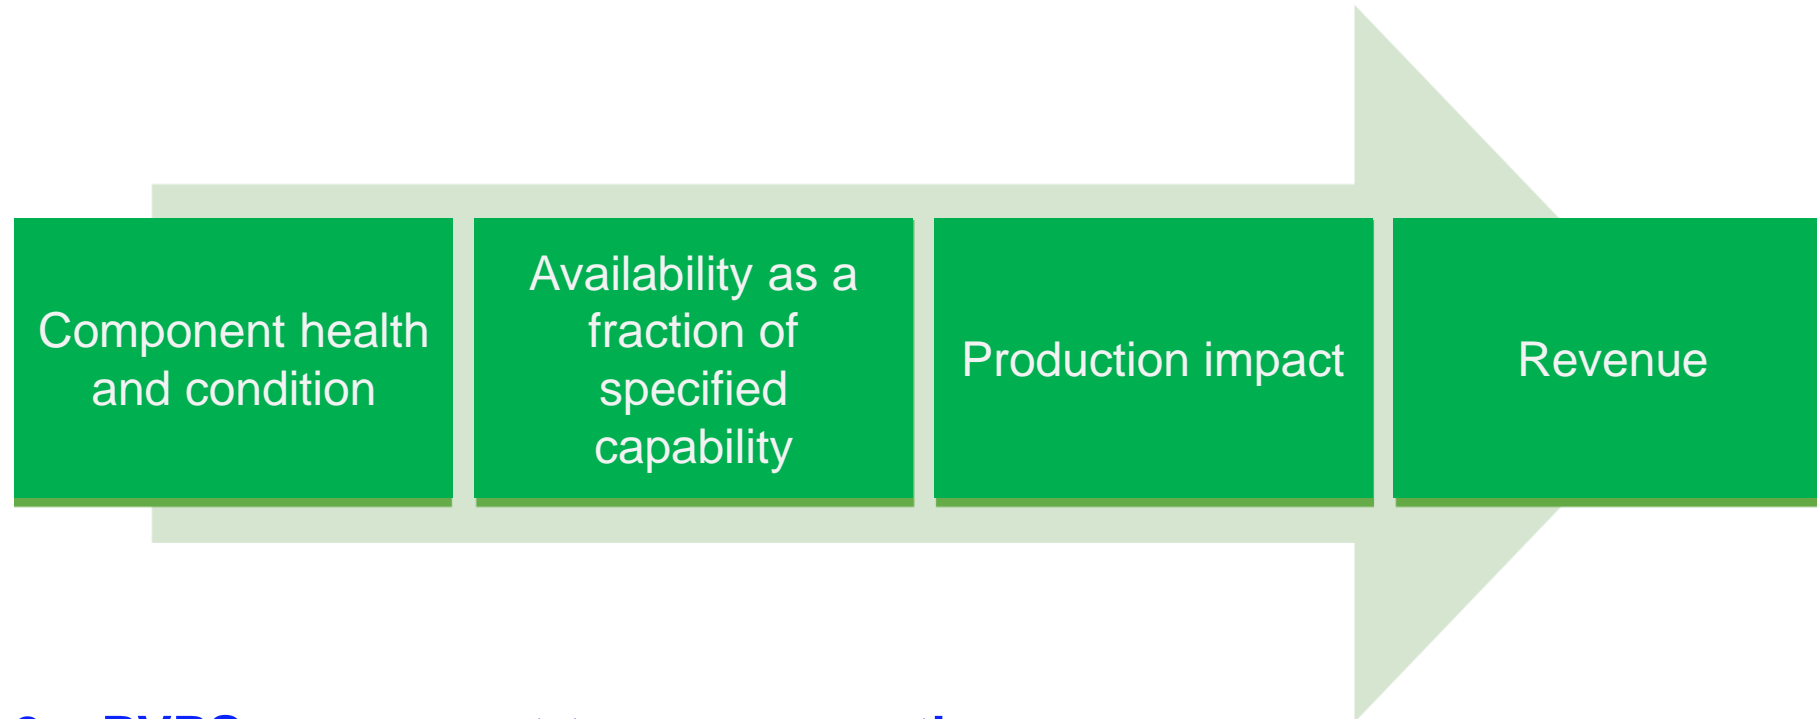 Component health
and condition
Availability as a
fraction of
specified
capability
Production impact
Revenue